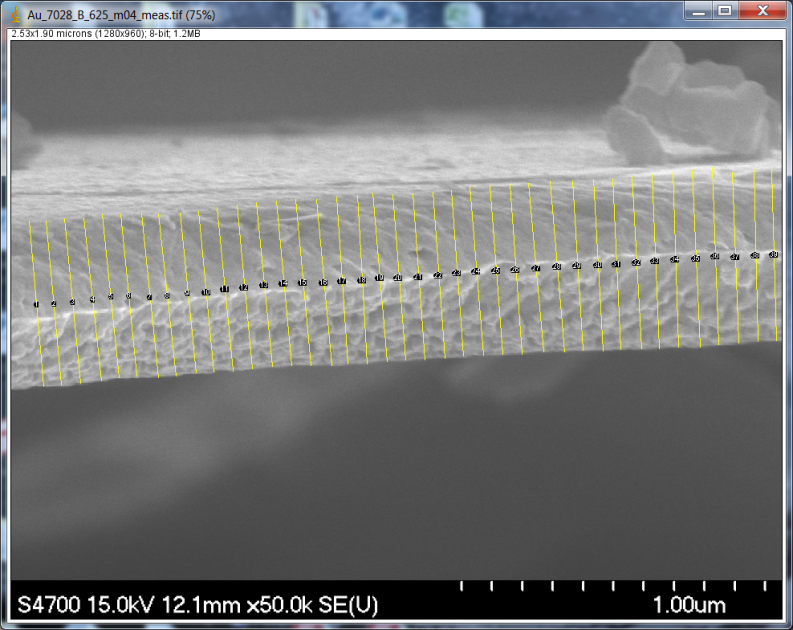 Au_7028_B_625_m04_meas.tif (75%)
2.53x1.90 microns (1280x960); 8-bit; 1.2MB
1 2 3 4 5 6 7 8 9 10 11 12 13 14 15 16 17 18 19 20 21 22 23 24 25 26 27 28 29 30 31 32 33 34 35 36 37 38 39
S4700 15.0kV 12.1mm x50.0k SE(U) 1.00um